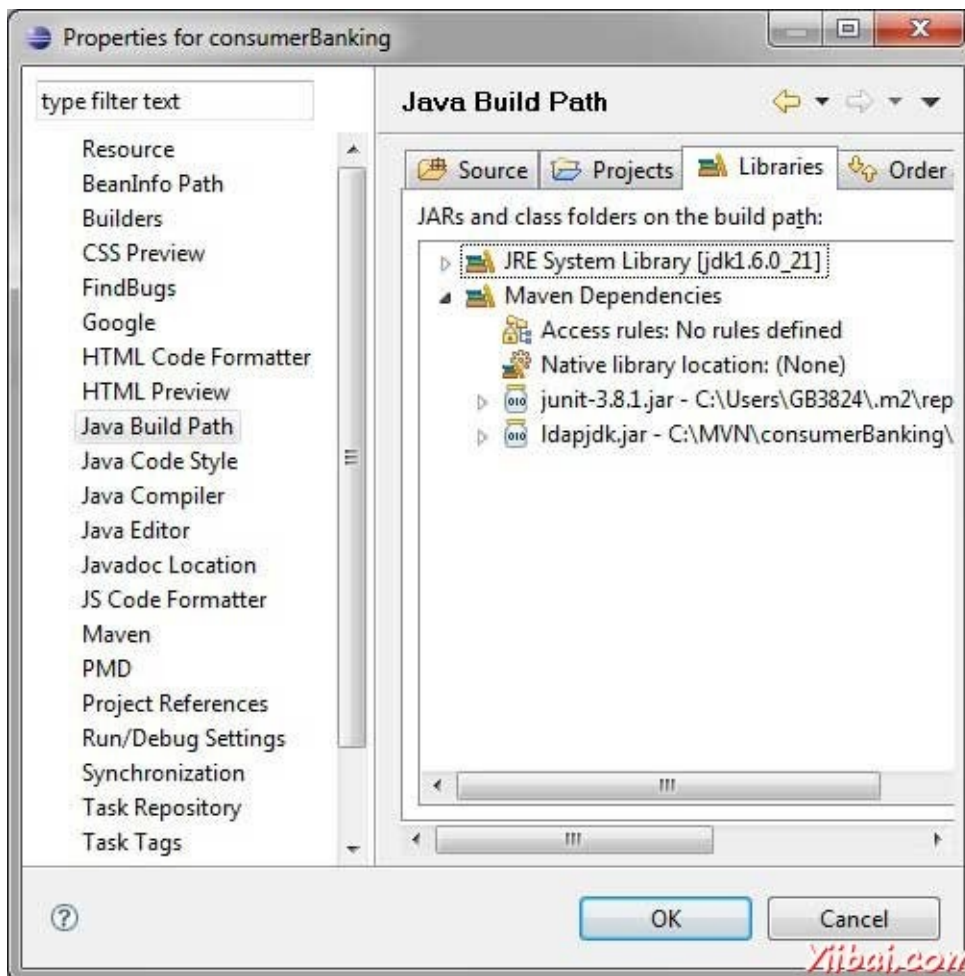 Properties for consumerBanking
type filter text
Resource
BeanInfo Path
Builders
CSS Preview
FindBugs
Google
HTML Code Formatter
HTML Preview
Java Build Path
Java Code Style
Java Compiler
Java Editor
Javadoc Location
JS Code Formatter
Maven
PMD
Project References
Run/Debug Settings
Synchronization
Task Repository
Task Tags
Java Build Path
Source
Projects
Libraries
Order
JARs and class folders on the build path:
JRE System Library [jdk1.6.0_21]
Maven Dependencies
Access rules: No rules defined
Native library location: (None)
junit-3.8.1.jar - C:\Users\GB3824\.m2\rep
ldapjdk.jar - C:\MVN\consumerBanking\
OK
Cancel
Yiibai.com